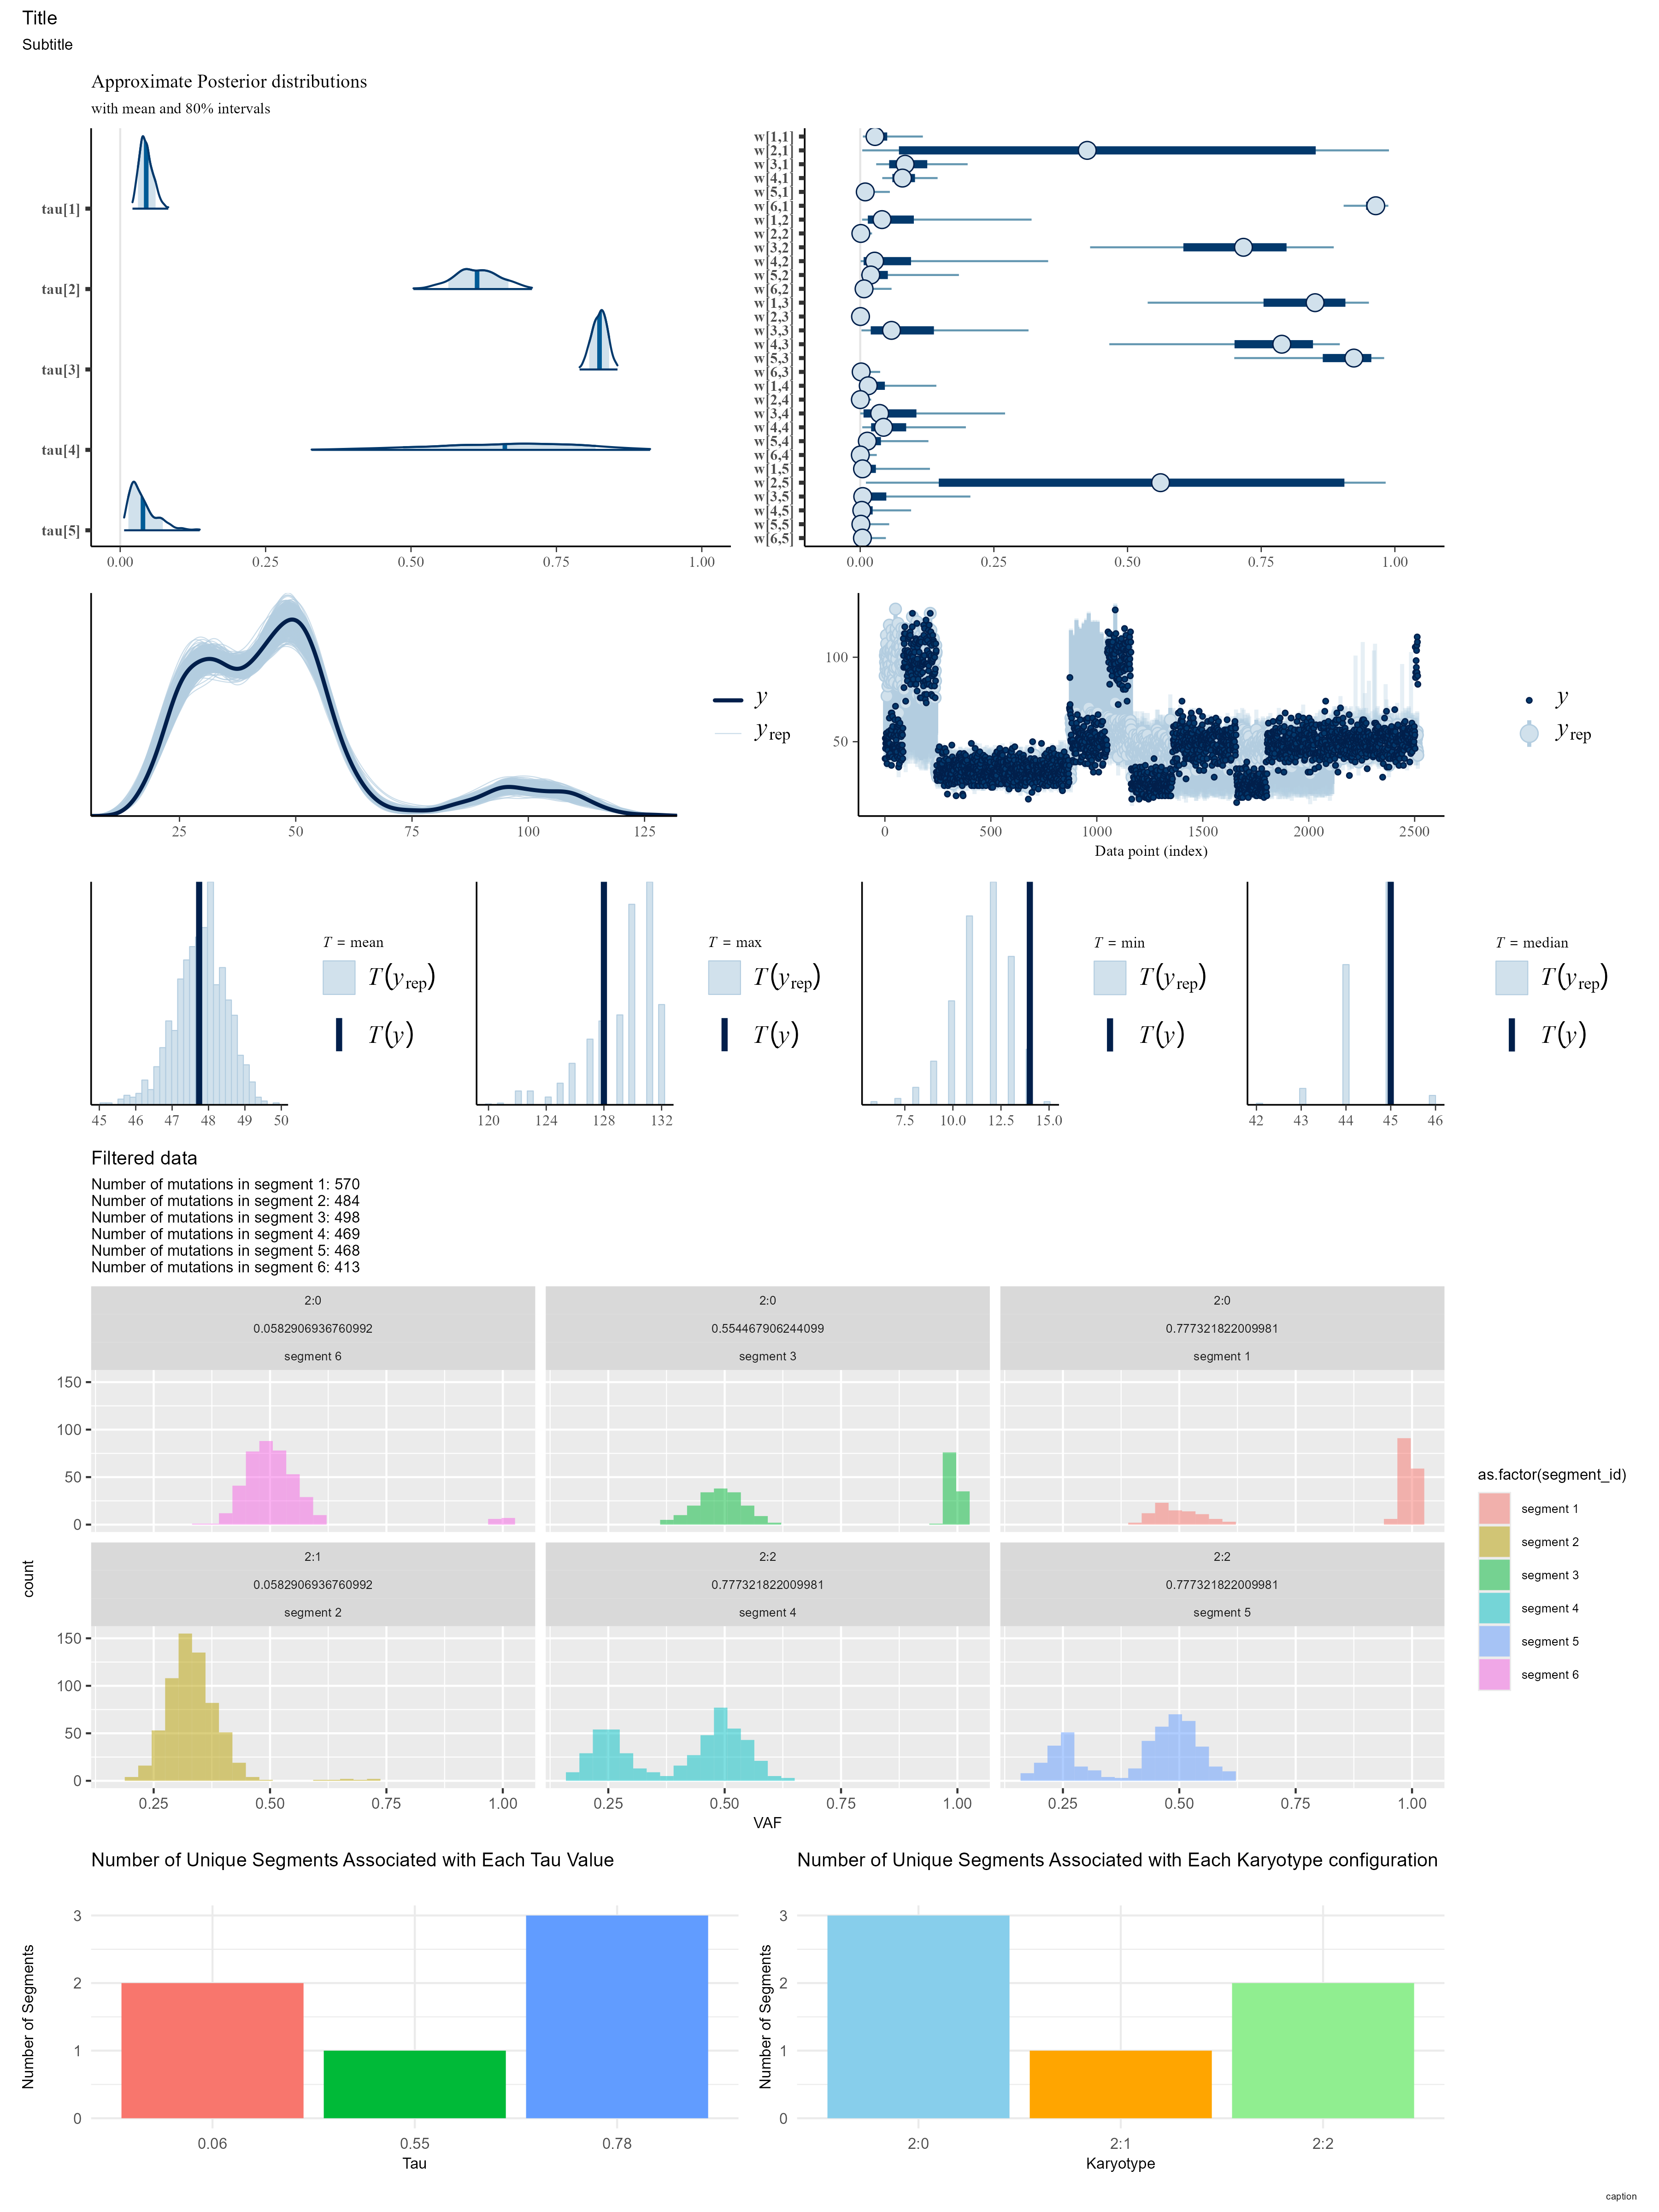 Title
Subtitle
Approximate Posterior distributions
with mean and 80% intervals
tau[1]
tau[2]
tau[3]
tau[4]
tau[5]
0.00 0.25 0.50 0.75 1.00
w[1,1]
w[2,1]
w[3,1]
w[4,1]
w[5,1]
w[6,1]
w[1,2]
w[2,2]
w[3,2]
w[4,2]
w[5,2]
w[6,2]
w[1,3]
w[2,3]
w[3,3]
w[4,3]
w[5,3]
w[6,3]
w[1,4]
w[2,4]
w[3,4]
w[4,4]
w[5,4]
w[6,4]
w[1,5]
w[2,5]
w[3,5]
w[4,5]
w[5,5]
w[6,5]
0.00 0.25 0.50 0.75 1.00
y
yrep
25 50 75 100 125
100
50
0 500 1000 1500 2000 2500
Data point (index)
y
yrep
T = mean
T(yrep)
T(y)
45 46 47 48 49 50
T = max
T(yrep)
T(y)
120 124 128 132
T = min
T(yrep)
T(y)
7.5 10.0 12.5 15.0
T = median
T(yrep)
T(y)
42 43 44 45 46
Filtered data
Number of mutations in segment 1: 570
Number of mutations in segment 2: 484
Number of mutations in segment 3: 498
Number of mutations in segment 4: 469
Number of mutations in segment 5: 468
Number of mutations in segment 6: 413
2:0 2:0 2:0
0.0582906936760992 0.554467906244099 0.777321822009981
segment 6 segment 3 segment 1
150
100
50
0
2:1 2:2 2:2
0.0582906936760992 0.777321822009981 0.777321822009981
segment 2 segment 4 segment 5
150
100
50
0
count
0.25 0.50 0.75 1.00 0.25 0.50 0.75 1.00 0.25 0.50 0.75 1.00
VAF
as.factor(segment_id)
segment 1
segment 2
segment 3
segment 4
segment 5
segment 6
Number of Unique Segments Associated with Each Tau Value
Number of Segments
3
2
1
0
0.06 0.55 0.78
Tau
Number of Unique Segments Associated with Each Karyotype configuration
Number of Segments
3
2
1
0
2:0 2:1 2:2
Karyotype
caption